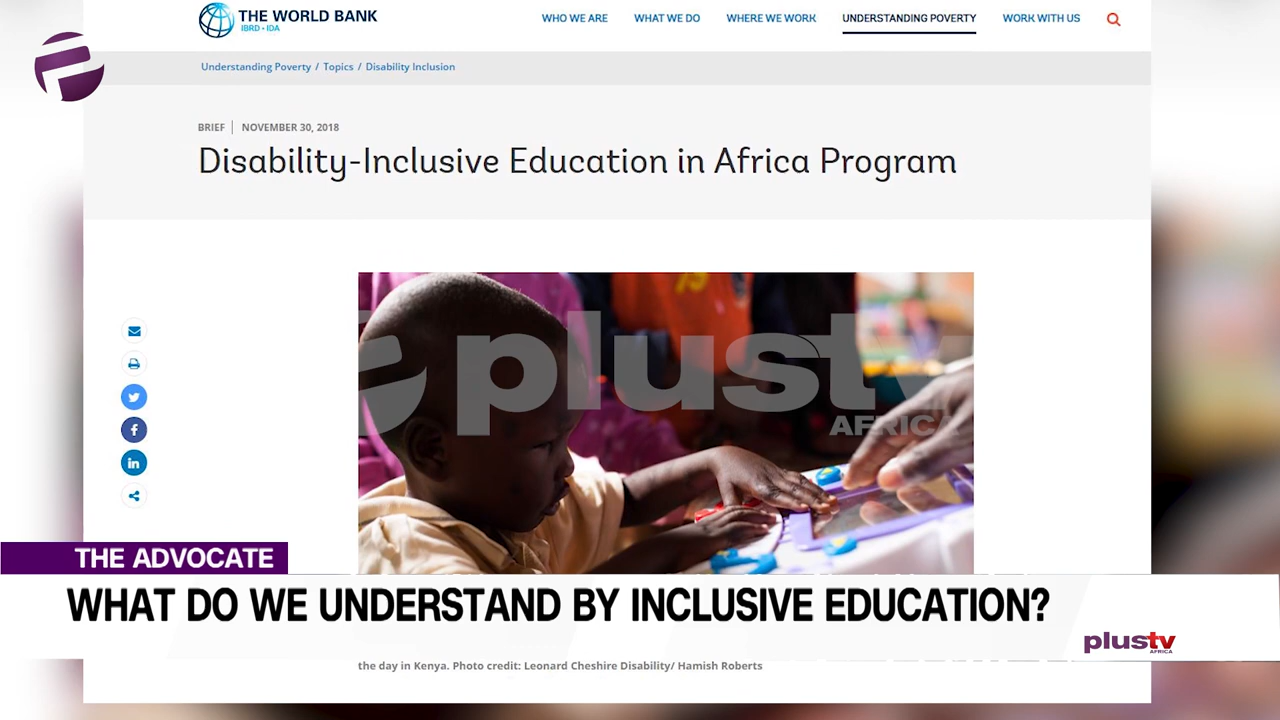 THE WORLD BANK
IBRD • IDA
WHO WE ARE
WHAT WE DO
WHERE WE WORK
UNDERSTANDING POVERTY
WORK WITH US
Understanding Poverty / Topics / Disability Inclusion
BRIEF | NOVEMBER 30, 2018
Disability-Inclusive Education in Africa Program
plustv
AFRICA
THE ADVOCATE
WHAT DO WE UNDERSTAND BY INCLUSIVE EDUCATION?
plustv
AFRICA
the day in Kenya. Photo credit: Leonard Cheshire Disability/ Hamish Roberts